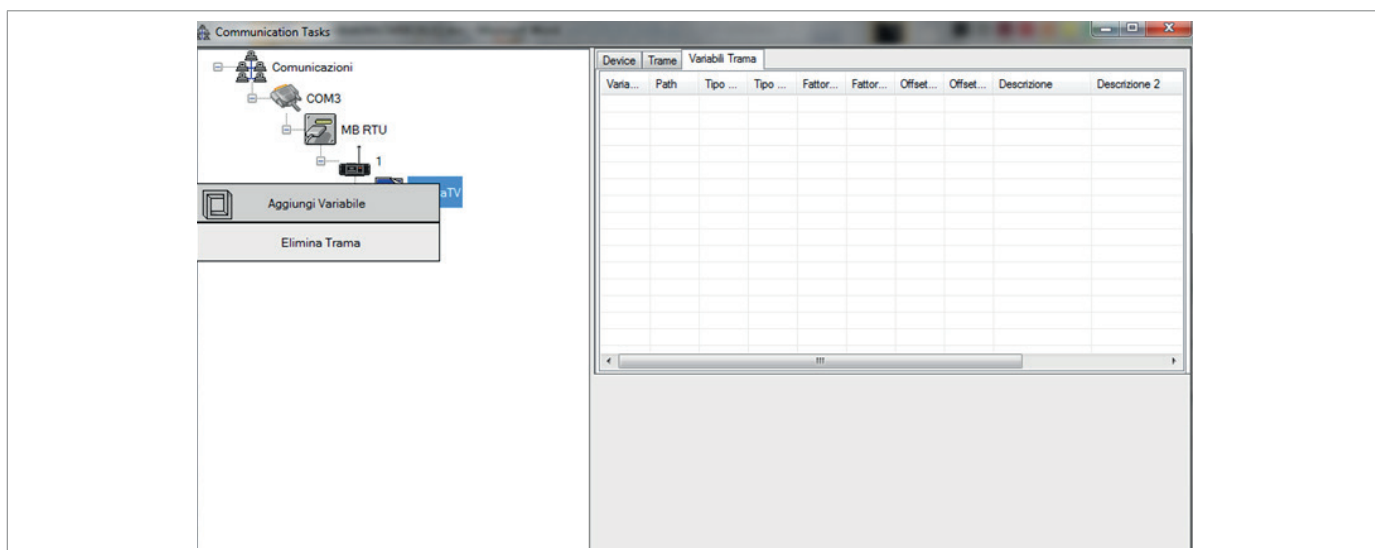 Communication Tasks
Comunicazioni
COM3
MB RTU
1
aTV
Aggiungi Variabile
Elimina Trama
Device Trame Variabili Trama
Varia... Path Tipo ... Tipo ... Fattor... Fattor... Offset... Offset... Descrizione Descrizione 2